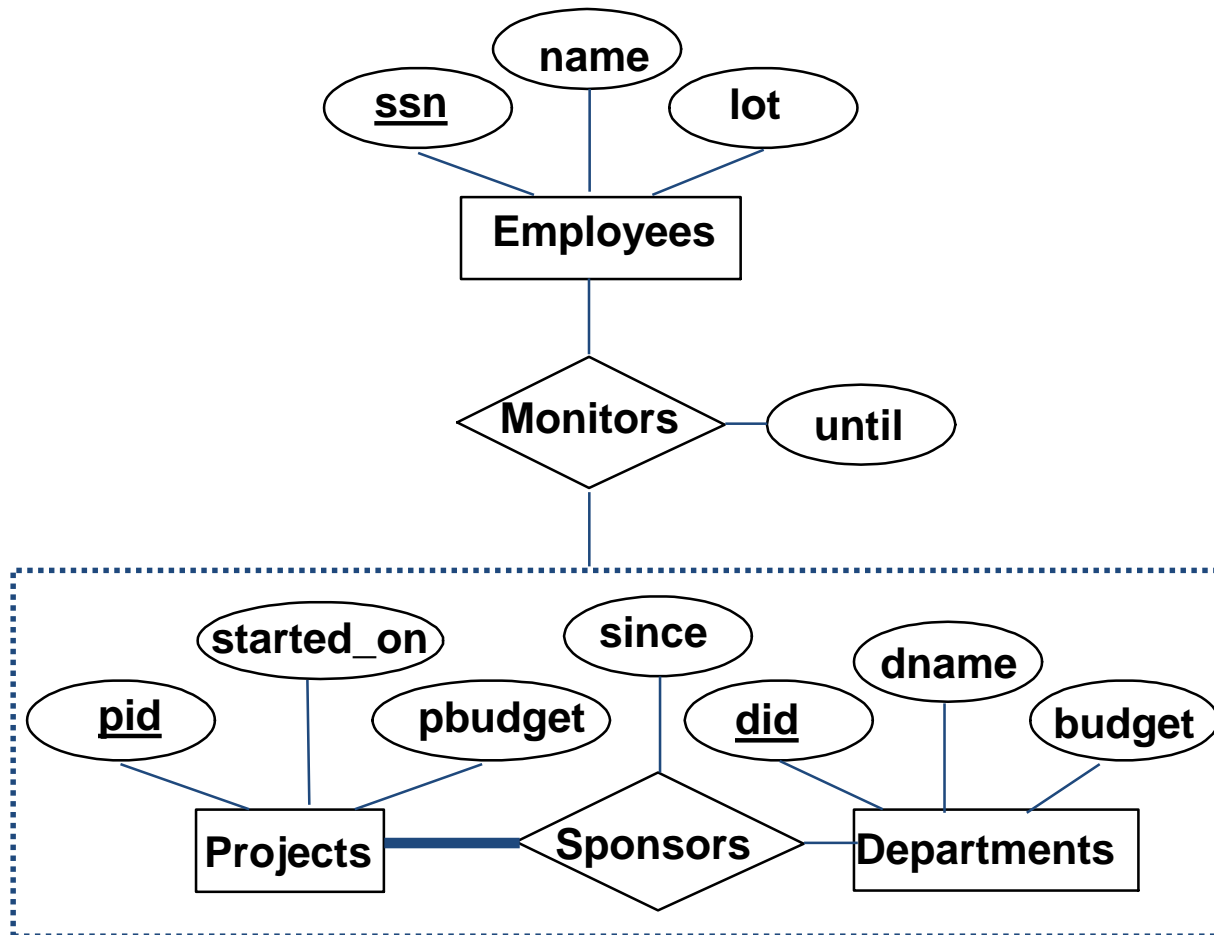 name
ssn
lot
Employees
Monitors
until
started_on
since
dname
pid
pbudget
did
budget
Projects
Sponsors
Departments